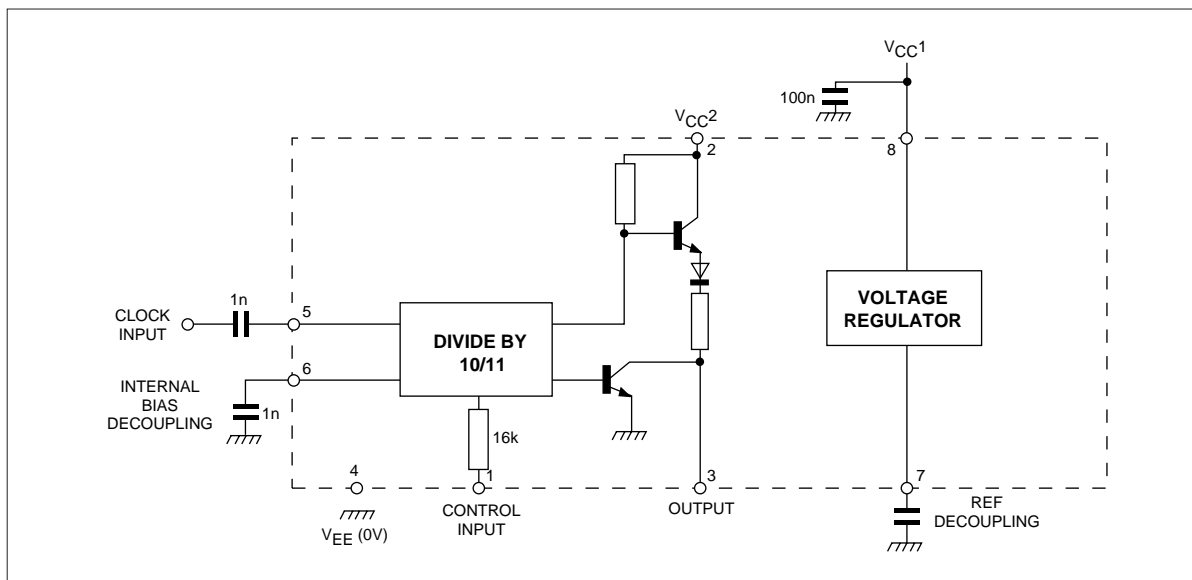 VCC1
100n
VCC2
2
8
CLOCK
INPUT
1n
5
DIVIDE BY
10/11
VOLTAGE
REGULATOR
6
INTERNAL
BIAS
DECOUPLING
1n
16k
4
1
3
7
VEE (0V)
CONTROL
INPUT
OUTPUT
REF
DECOUPLING